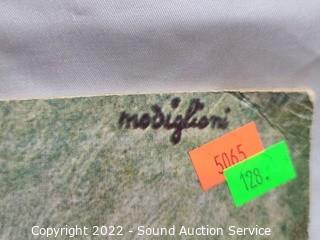 modigliani
5065
128.
Copyright 2022 - Sound Auction Service